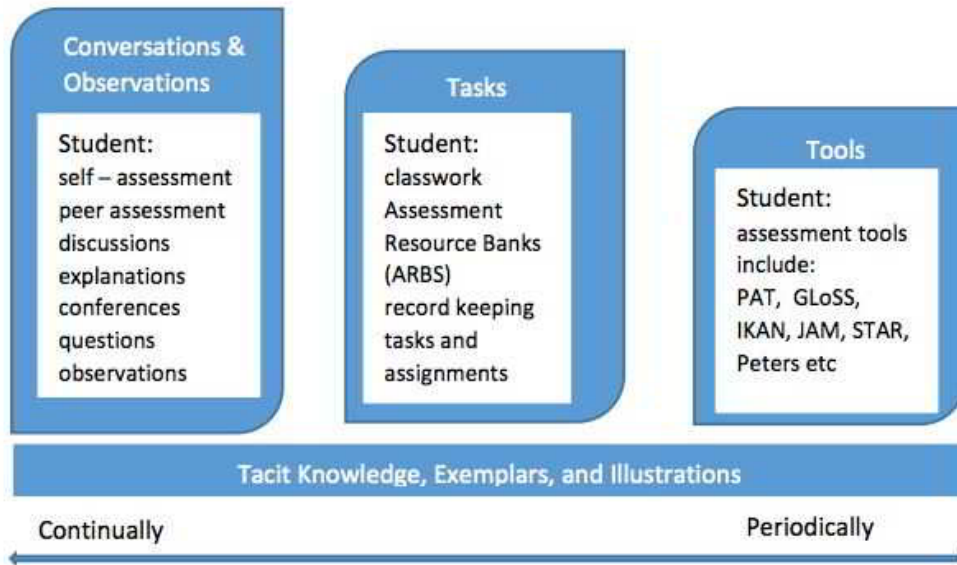 Conversations &
Observations
Student:
self – assessment
peer assessment
discussions
explanations
conferences
questions
observations
Tasks
Student:
classwork
Assessment
Resource Banks
(ARBS)
record keeping
tasks and
assignments
Tools
Student:
assessment tools
include:
PAT, GLoSS,
IKAN, JAM, STAR,
Peters etc
Tacit Knowledge, Exemplars, and Illustrations
Continually
Periodically